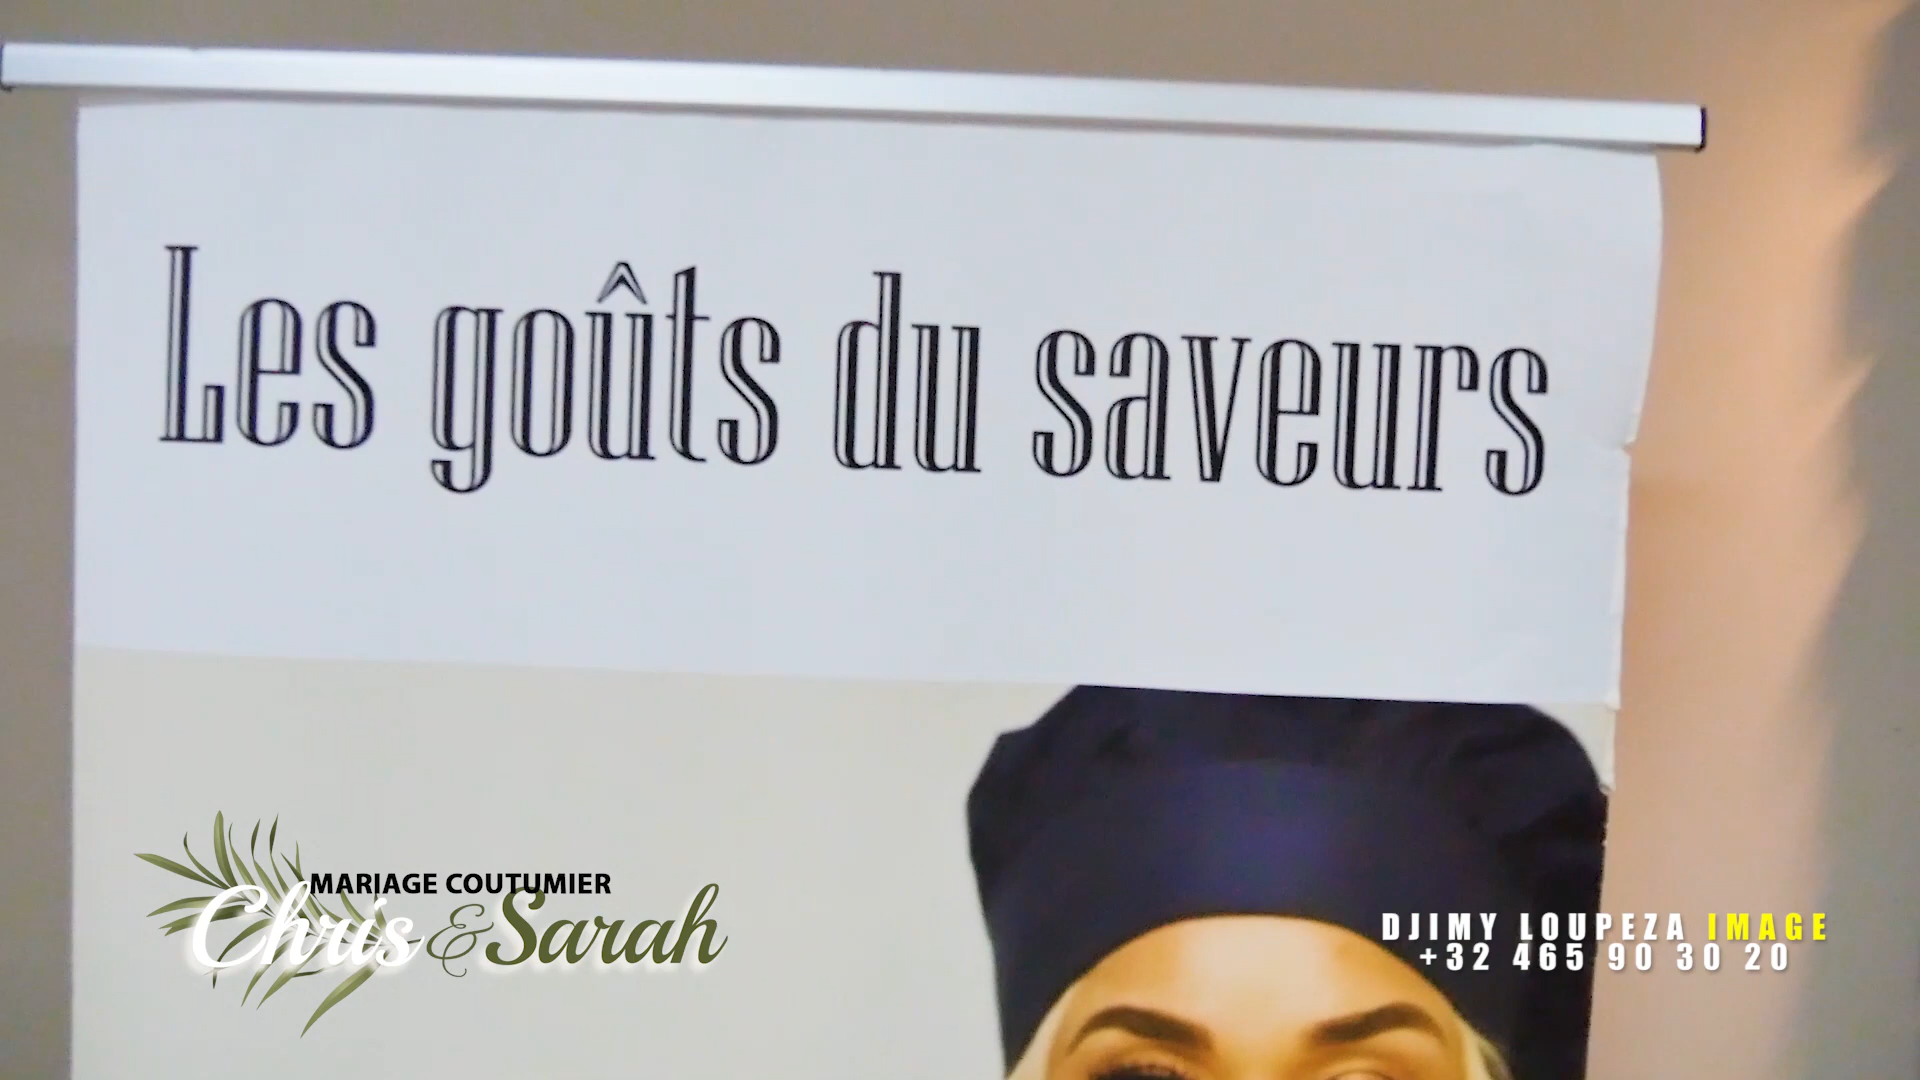 Les goûts du saveurs
MARIAGE COUTUMIER
Chris & Sarah
DJIMY LOUPEZA IMAGE
+32 465 90 30 20